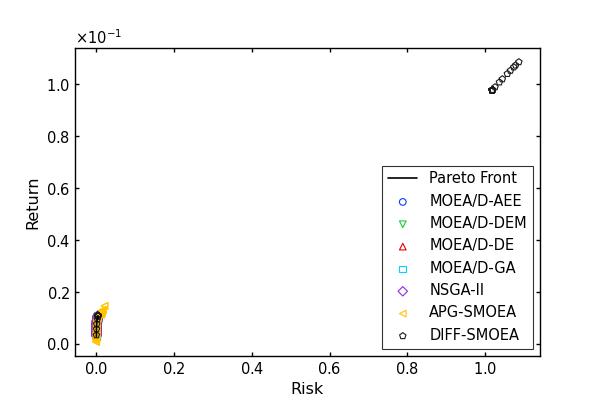 ×10⁻¹
1.0
0.8
0.6
0.4
0.2
0.0
Return
0.0 0.2 0.4 0.6 0.8 1.0
Risk
Pareto Front
MOEA/D-AEE
MOEA/D-DEM
MOEA/D-DE
MOEA/D-GA
NSGA-II
APG-SMOEA
DIFF-SMOEA